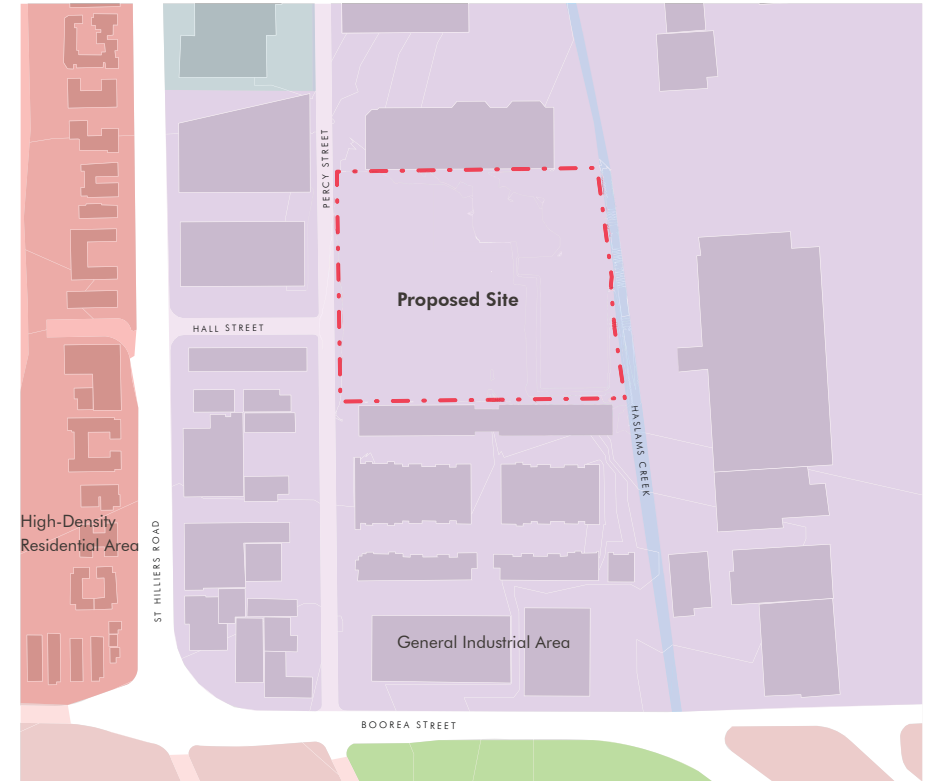 PERCY STREET
Proposed Site
HALL STREET
HASLAMS CREEK
High-Density
Residential Area
ST HILLIERS ROAD
General Industrial Area
BOOREA STREET